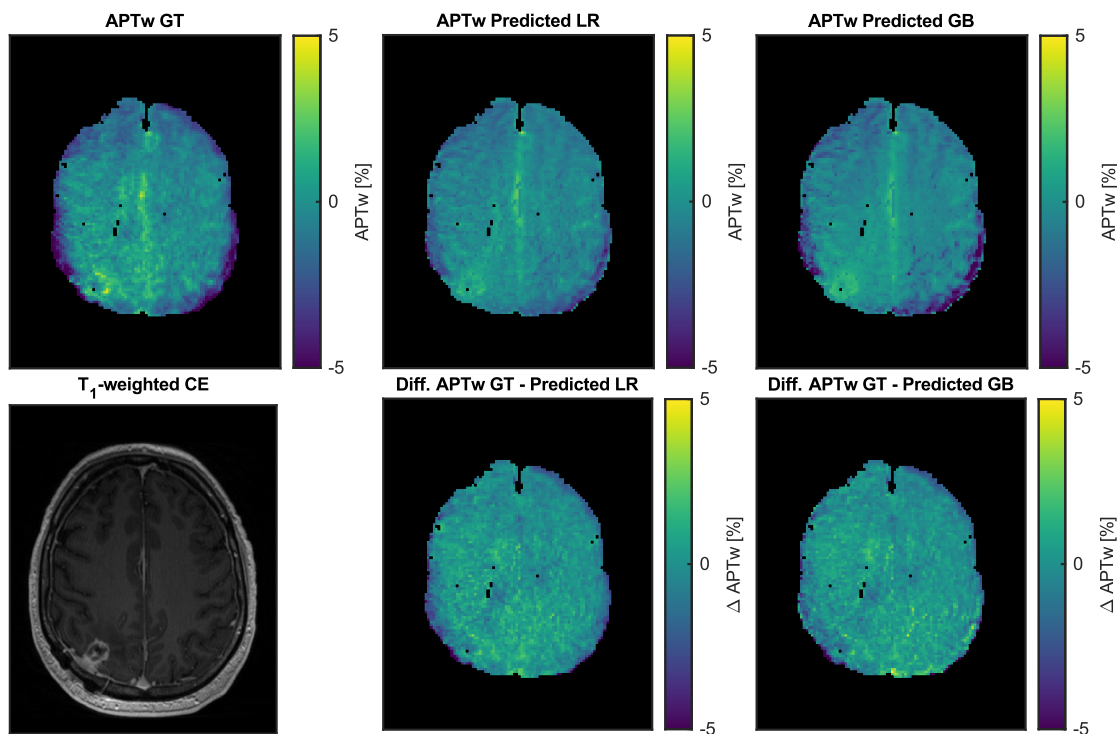 APTw GT
5
0
-5
APTw [%]
APTw Predicted LR
5
0
-5
APTw [%]
APTw Predicted GB
5
0
-5
APTw [%]
T₁-weighted CE
Diff. APTw GT - Predicted LR
5
0
-5
Δ APTw [%]
Diff. APTw GT - Predicted GB
5
0
-5
Δ APTw [%]